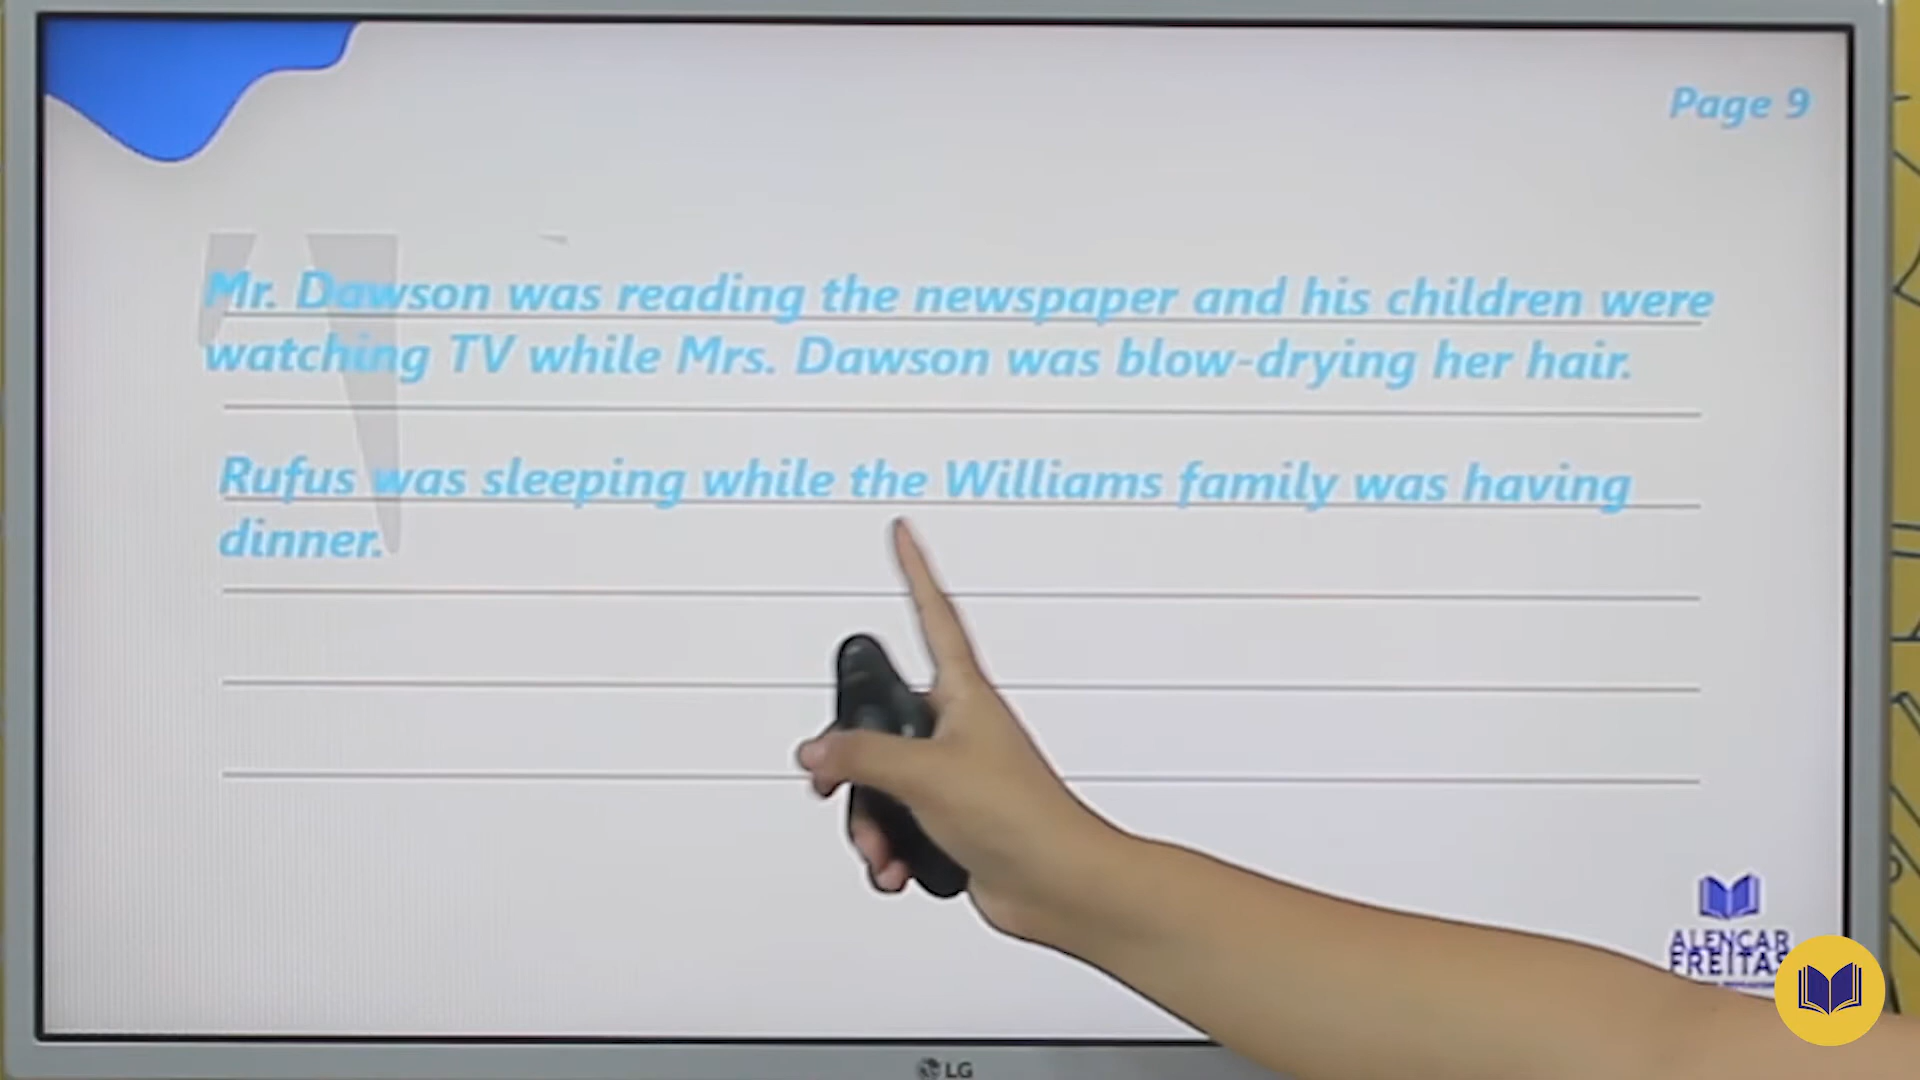 Page 9
Mr. Dawson was reading the newspaper and his children were
watching TV while Mrs. Dawson was blow-drying her hair.
Rufus was sleeping while the Williams family was having
dinner.
ALENCAR
FREITAS
LG